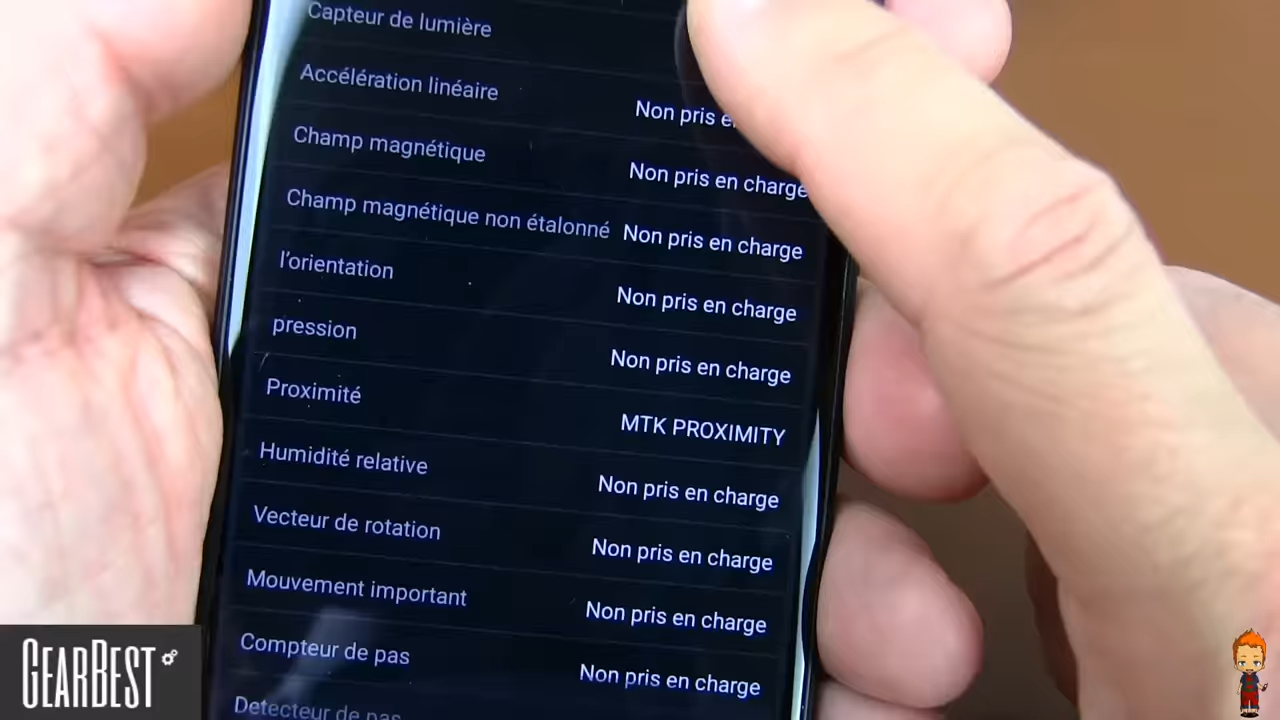 Capteur de lumière
Accélération linéaire Non pris
Champ magnétique Non pris en charge
Champ magnétique non étalonné Non pris en charge
l'orientation Non pris en charge
pression Non pris en charge
Proximité MTK PROXIMITY
Humidité relative Non pris en charge
Vecteur de rotation Non pris en charge
Mouvement important Non pris en charge
Compteur de pas Non pris en charge
Detecteur de pas
GEARBEST